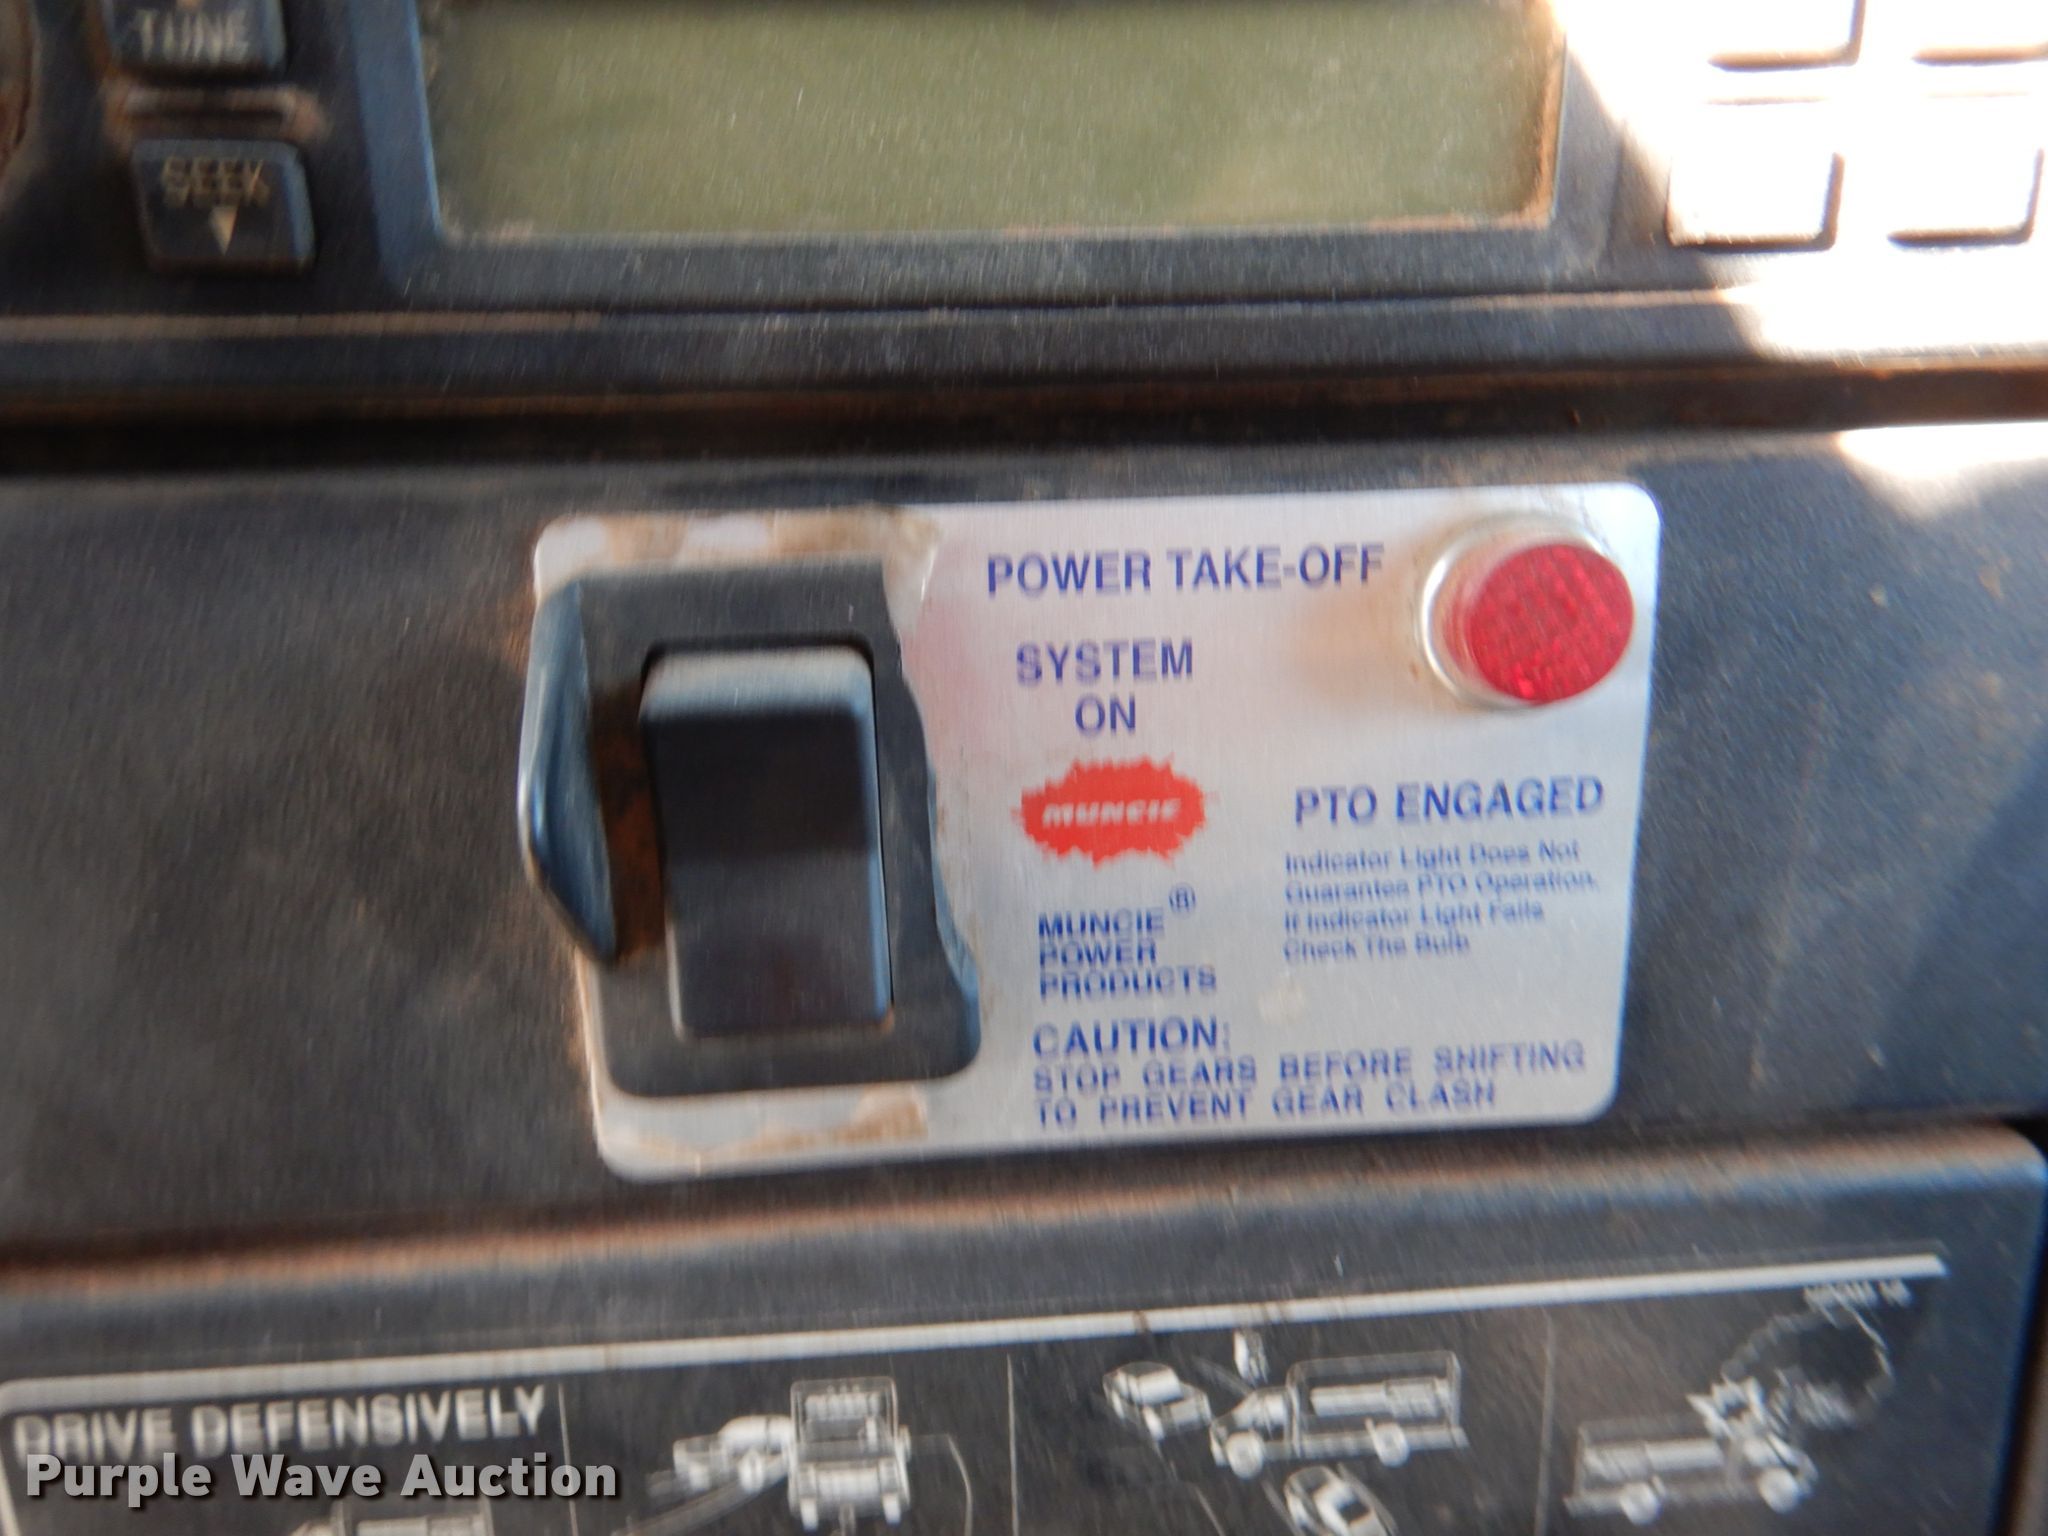 TUNE
SEEK
POWER TAKE-OFF
SYSTEM
ON
MUNCIE
PTO ENGAGED
Indicator Light Does Not
Guarantee PTO Operation.
If Indicator Light Fails
Check The Bulb
MUNCIE®
POWER
PRODUCTS
CAUTION:
STOP GEARS BEFORE SHIFTING
TO PREVENT GEAR CLASH
DRIVE DEFENSIVELY
Purple Wave Auction